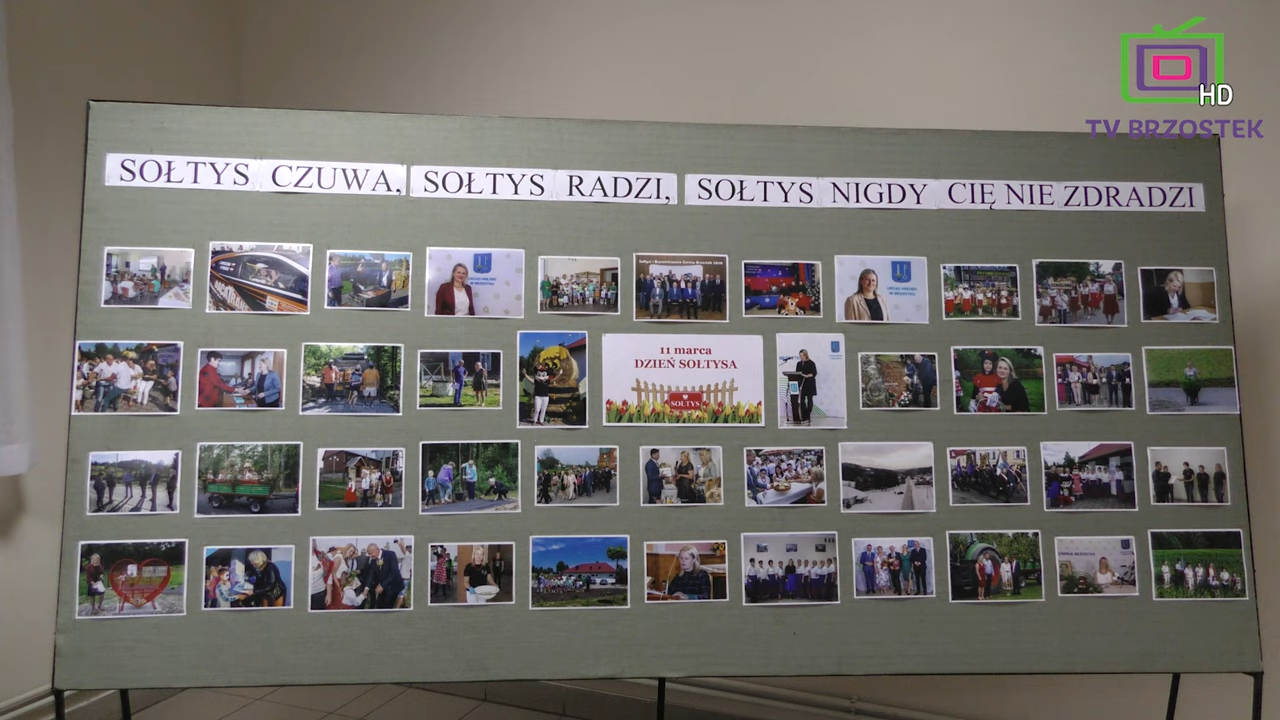 HD
TV BRZOSTEK
SOŁTYS CZUWA, SOŁTYS RADZI, SOŁTYS NIGDY CIĘ NIE ZDRADZI
11 marca
DZIEŃ SOŁTYSA
SOŁTYS